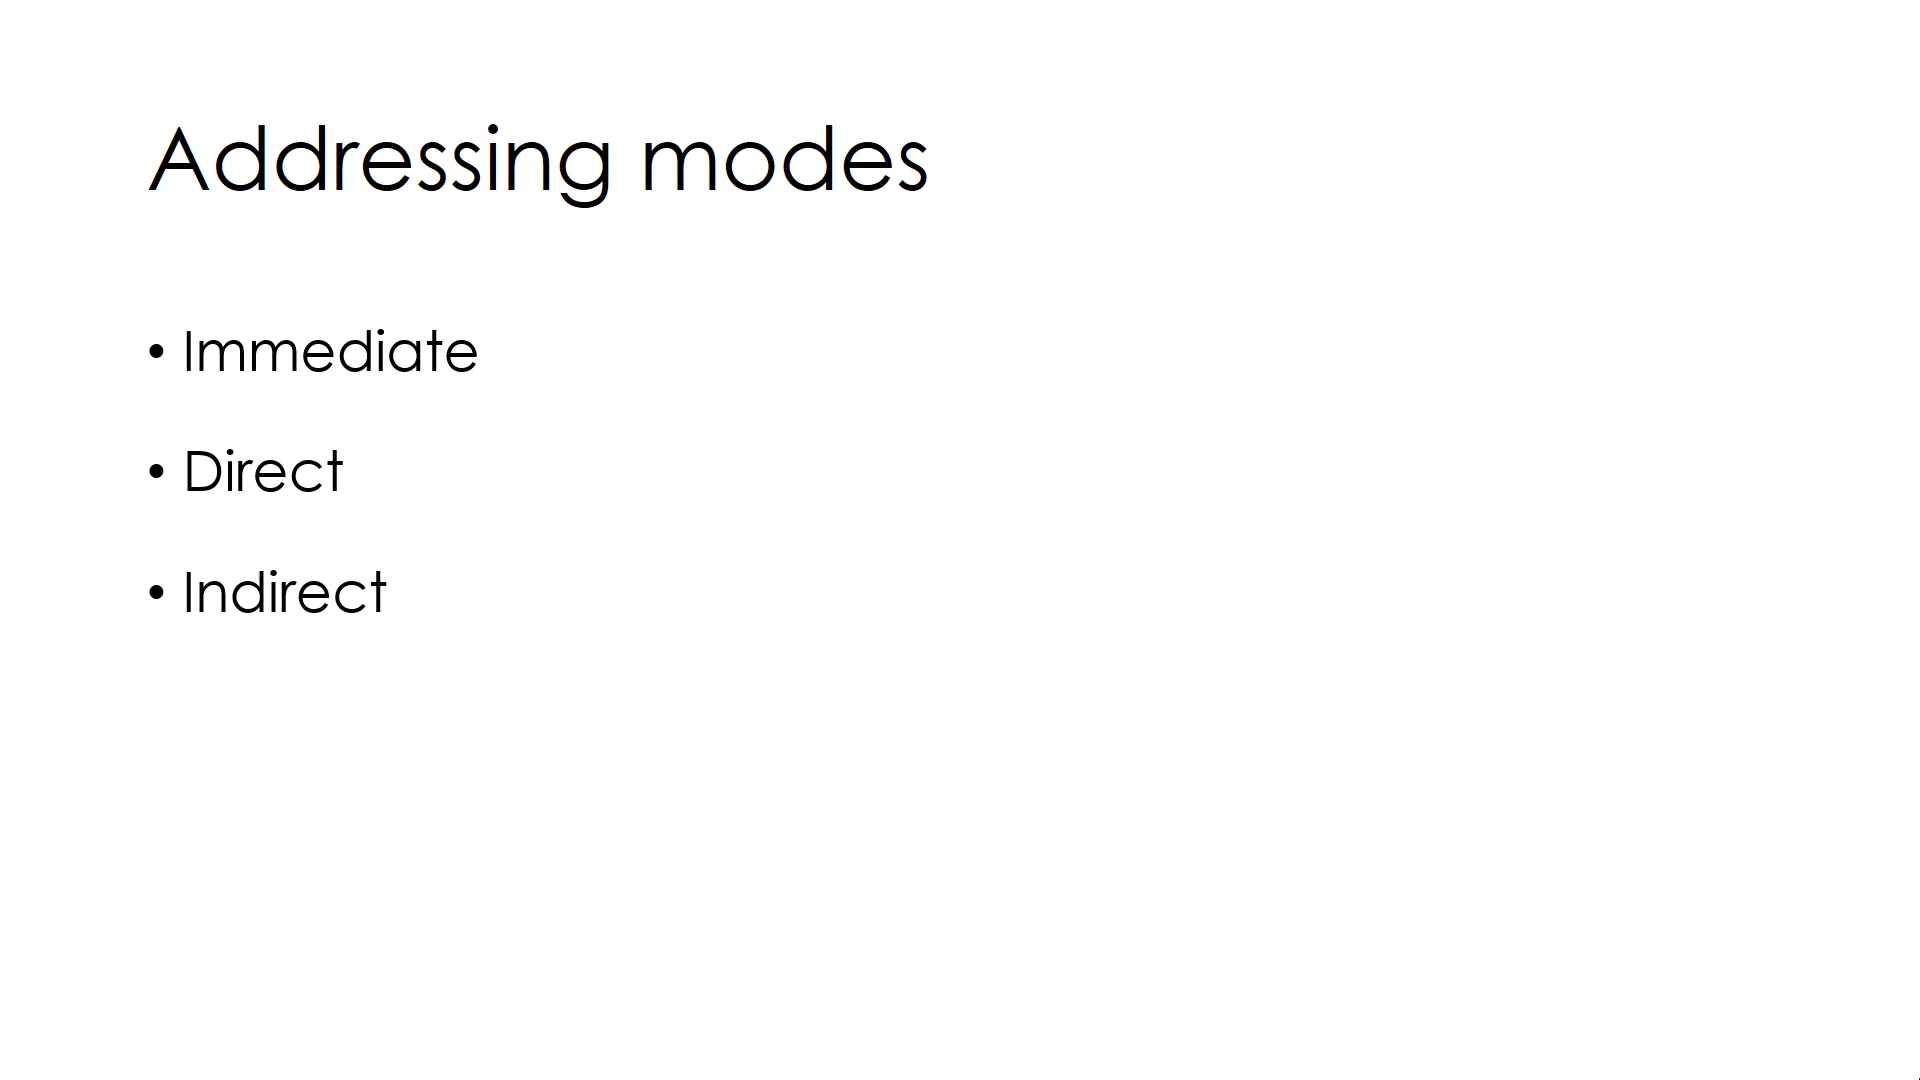 Addressing modes
• Immediate
• Direct
• Indirect